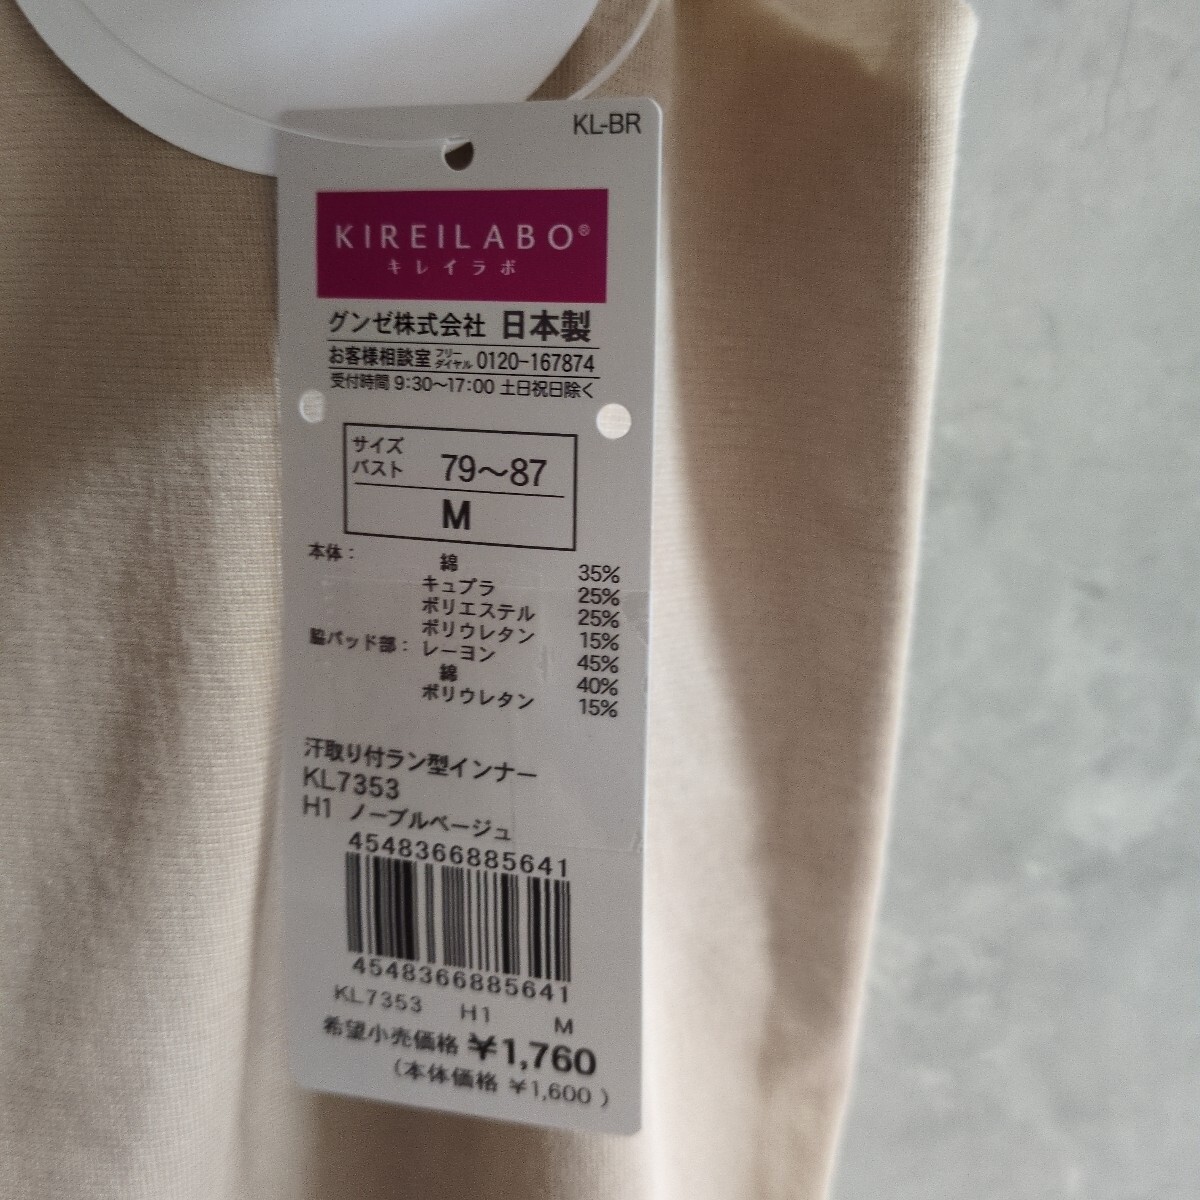 KL-BR
KIREILABO®
キレイラボ
グンゼ株式会社 日本製
お客様相談室 フリーダイヤル 0120-167874
受付時間 9:30〜17:00 土日祝日除く
サイズ
バスト 79〜87
M
本体: 綿 35%
キュプラ 25%
ポリエステル 25%
ポリウレタン 15%
脇パッド部: レーヨン 45%
綿 40%
ポリウレタン 15%
汗取り付ラン型インナー
KL7353
H1 ノーブルベージュ
4548366885641
4548366885641
KL7353 H1 M
希望小売価格 ¥1,760
(本体価格 ¥1,600)